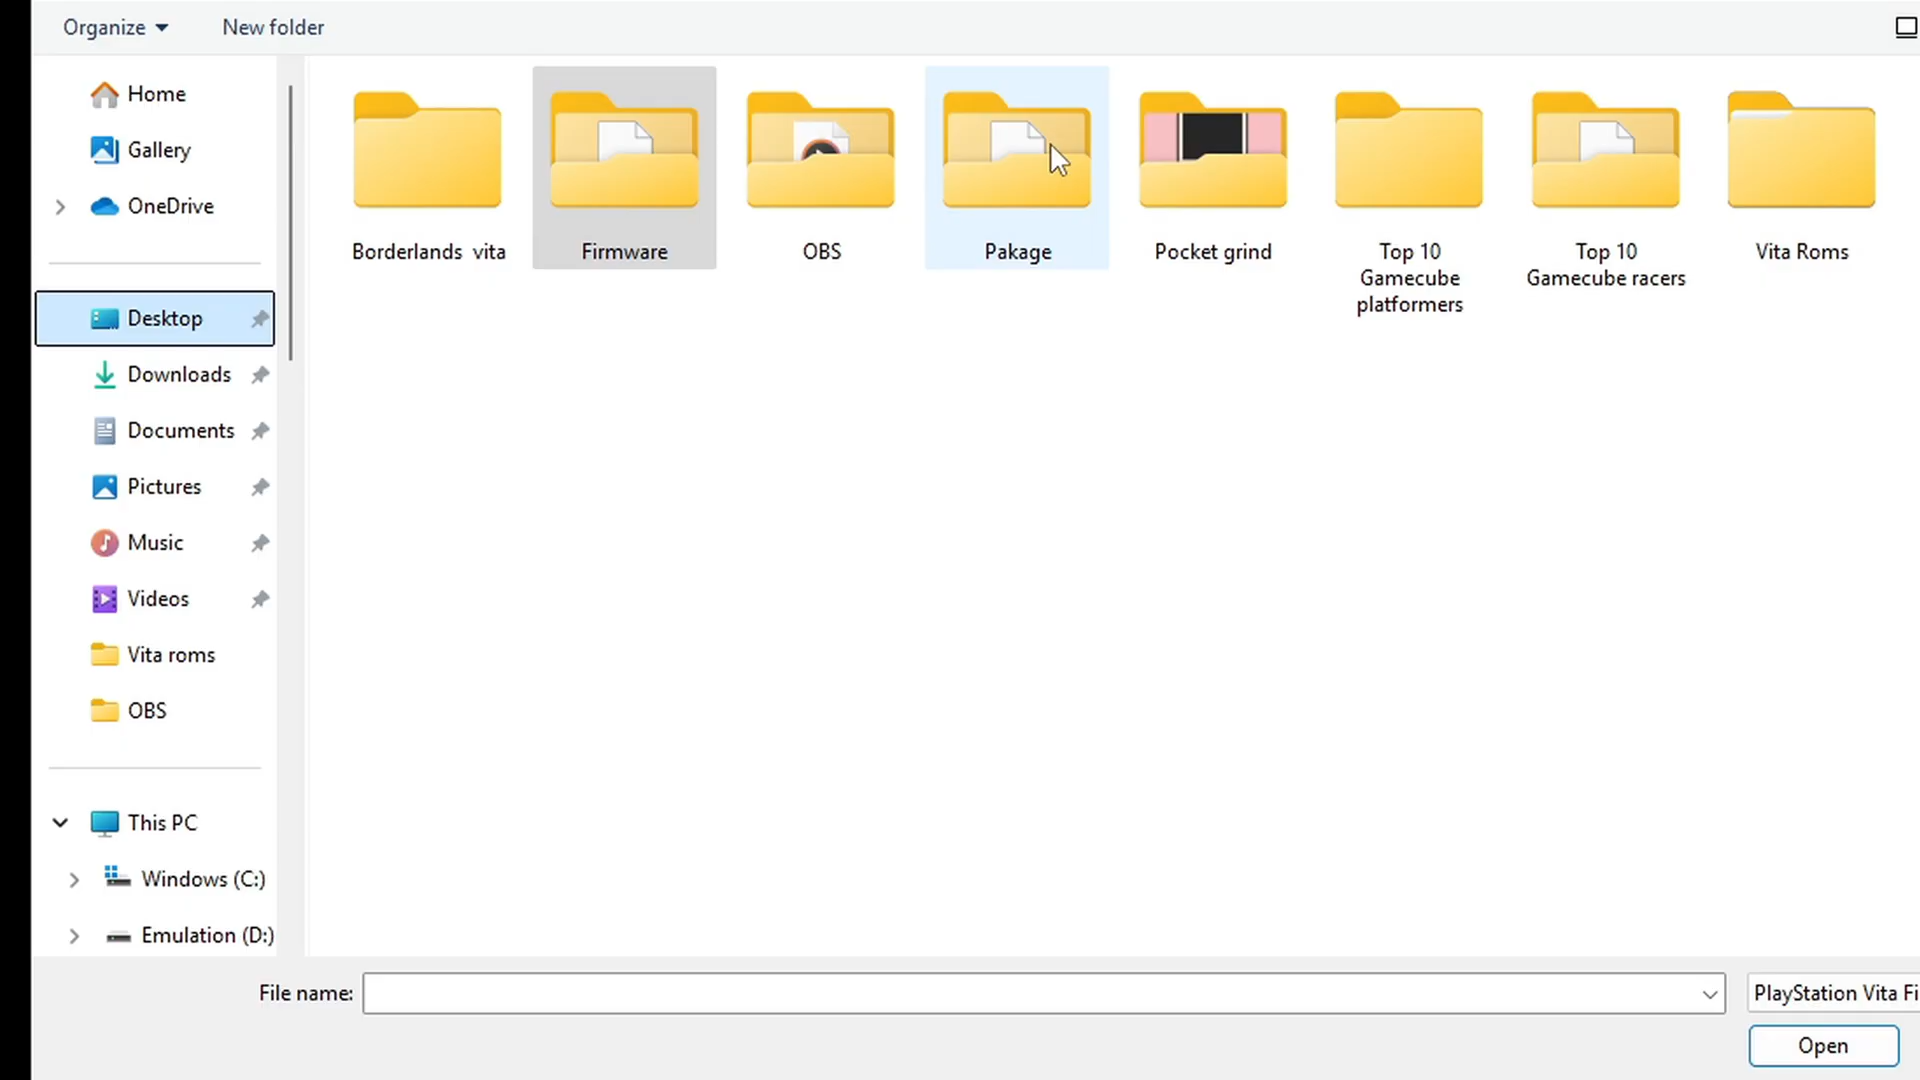 Organize
New folder
Home
Gallery
OneDrive
Desktop
Downloads
Documents
Pictures
Music
Videos
Vita roms
OBS
This PC
Windows (C:)
Emulation (D:)
Borderlands vita
Firmware
OBS
Pakage
Pocket grind
Top 10
Gamecube
platformers
Top 10
Gamecube racers
Vita Roms
File name:
PlayStation Vita Fi
Open